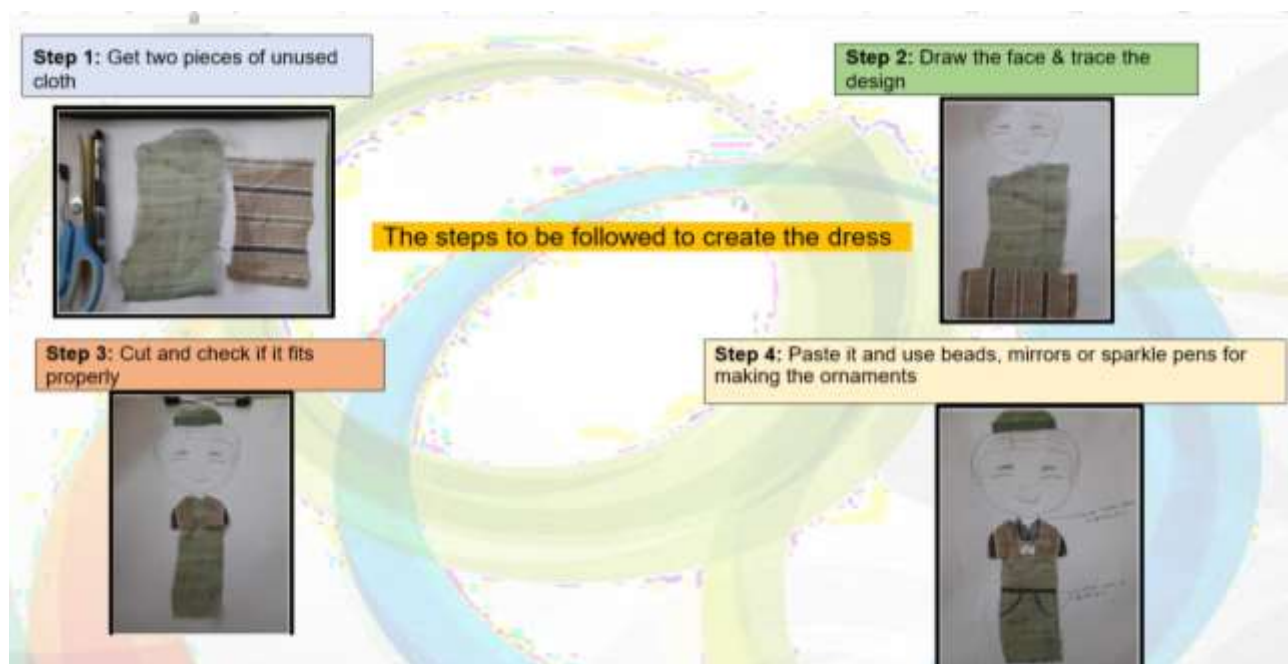 Step 1: Get two pieces of unused
cloth
Step 2: Draw the face & trace the
design
The steps to be followed to create the dress
Step 3: Cut and check if it fits
properly
Step 4: Paste it and use beads, mirrors or sparkle pens for
making the ornaments